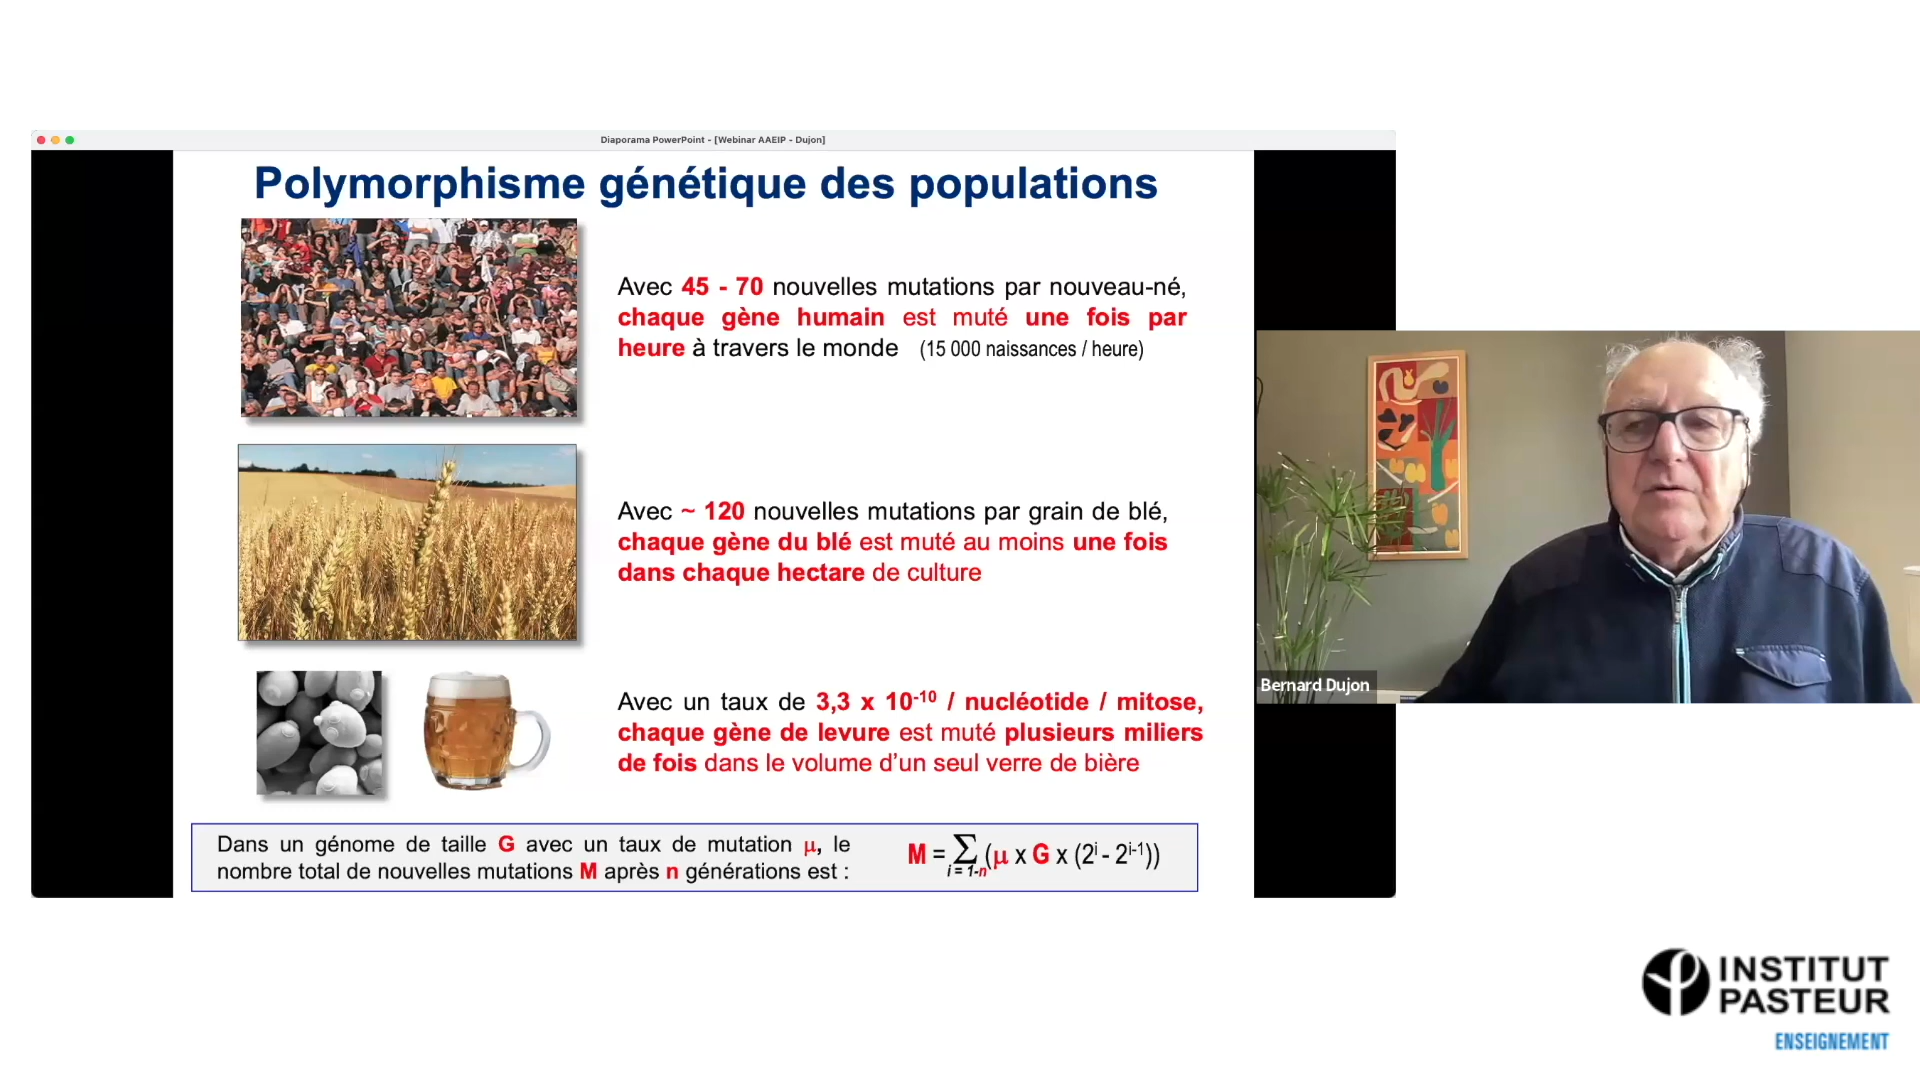 Diaporama PowerPoint - [Webinar AAEIP - Dujon]
Polymorphisme génétique des populations
Avec 45 - 70 nouvelles mutations par nouveau-né,
chaque gène humain est muté une fois par
heure à travers le monde (15 000 naissances / heure)
Avec ~ 120 nouvelles mutations par grain de blé,
chaque gène du blé est muté au moins une fois
dans chaque hectare de culture
Avec un taux de 3,3 x 10⁻¹⁰ / nucléotide / mitose,
chaque gène de levure est muté plusieurs miliers
de fois dans le volume d’un seul verre de bière
Dans un génome de taille G avec un taux de mutation μ, le
nombre total de nouvelles mutations M après n générations est :
M = ∑ (μ x G x (2ⁱ - 2ⁱ⁻¹))
i = 1-n
Bernard Dujon
INSTITUT
PASTEUR
ENSEIGNEMENT